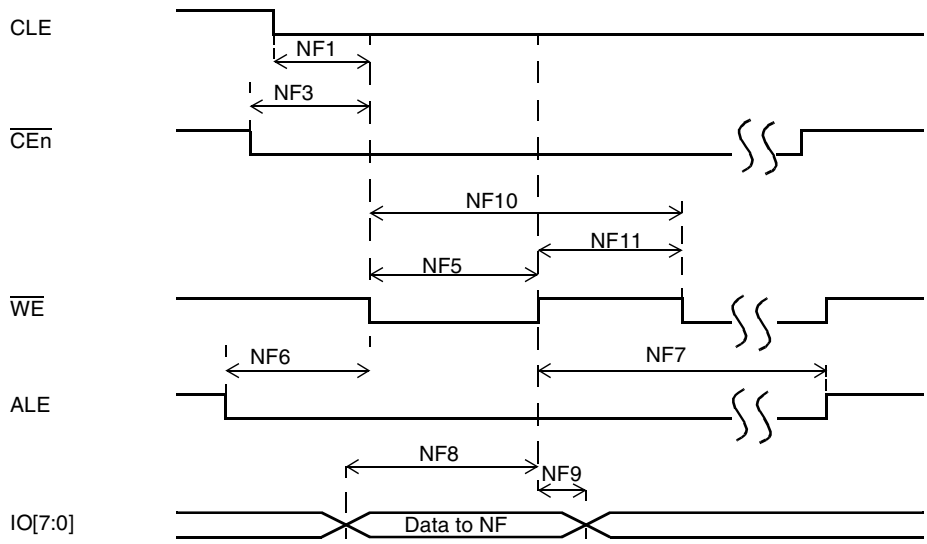 CLE
NF1
NF3
CEn
NF10
NF11
NF5
WE
NF6
NF7
ALE
NF8
NF9
IO[7:0]
Data to NF